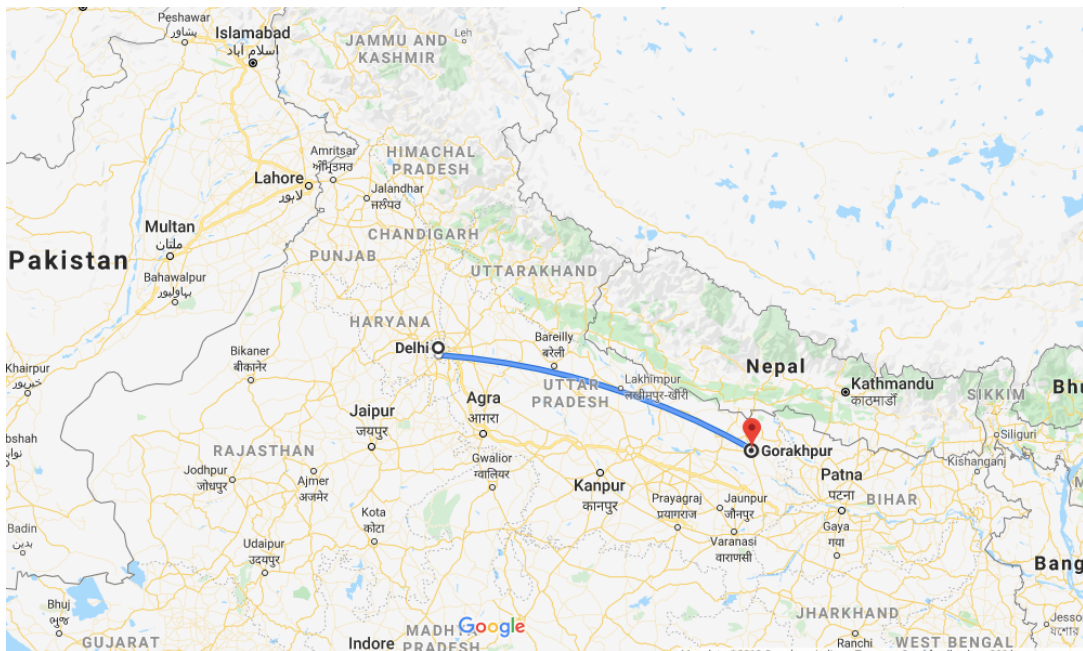 Peshawar
پشاور
Islamabad
اسلام آباد
JAMMU AND
KASHMIR
Leh
Amritsar
ਅੰਮ੍ਰਿਤਸਰ
HIMACHAL
PRADESH
Lahore
لاہور
Jalandhar
ਜਲੰਧਰ
Multan
ملتان
CHANDIGARH
PUNJAB
Pakistan
Bahawalpur
بہاولپور
UTTARAKHAND
HARYANA
Delhi
Bareilly
बरेली
Bikaner
बीकानेर
Khairpur
خیرپور
Nepal
UTTAR
PRADESH
Lakhimpur
लखीमपुर-खीरी
Kathmandu
काठमाडौं
SIKKIM
Bhu
Agra
आगरा
Jaipur
जयपुर
RAJASTHAN
Gorakhpur
Siliguri
Gwalior
ग्वालियर
Kishanganj
Jodhpur
जोधपुर
Ajmer
अजमेर
Kanpur
कानपुर
Patna
पटना
BIHAR
Prayagraj
प्रयागराज
Jaunpur
जौनपुर
Kota
कोटा
Varanasi
वाराणसी
Gaya
गया
Badin
بدین
Udaipur
उदयपुर
Bang
Bhuj
ભુજ
JHARKHAND
Google
GUJARAT
Indore
Ranchi
WEST BENGAL